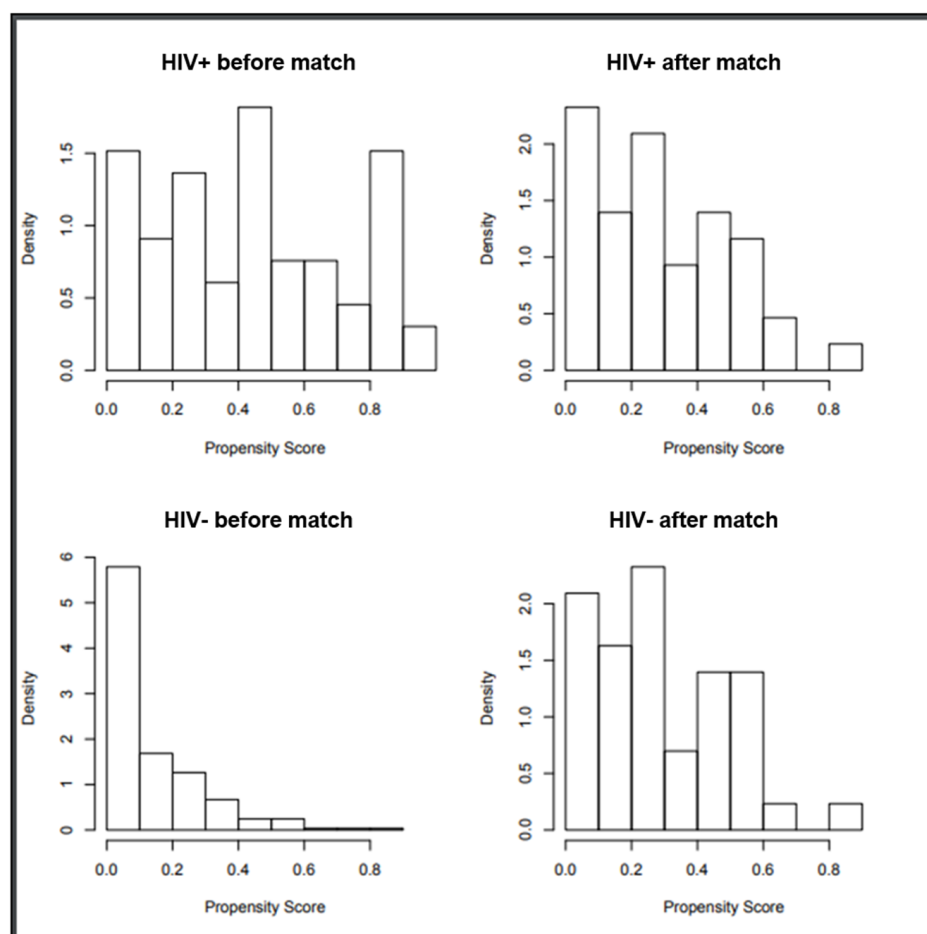 HIV+ before match
HIV+ after match
Density
1.5
1.0
0.5
0.0
0.0 0.2 0.4 0.6 0.8
Propensity Score
Density
2.0
1.5
1.0
0.5
0.0
0.0 0.2 0.4 0.6 0.8
Propensity Score
HIV- before match
HIV- after match
Density
6
5
4
3
2
1
0
0.0 0.2 0.4 0.6 0.8
Propensity Score
Density
2.0
1.5
1.0
0.5
0.0
0.0 0.2 0.4 0.6 0.8
Propensity Score